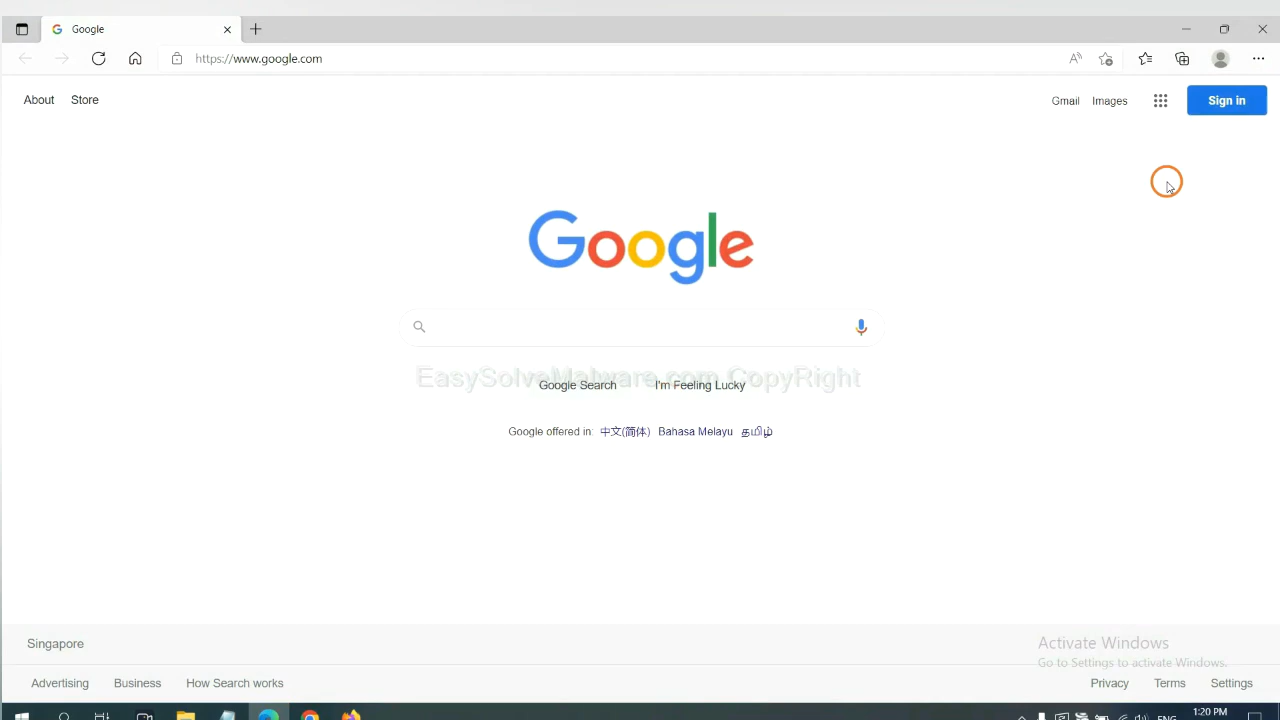 Google
https://www.google.com
About Store
Gmail Images
Sign in
Google
EasySolveMalware.com CopyRight
Google Search I'm Feeling Lucky
Google offered in: 中文(简体) Bahasa Melayu தமிழ்
Singapore
Activate Windows
Go to Settings to activate Windows.
Advertising Business How Search works
Privacy Terms Settings
1:20 PM
ENG